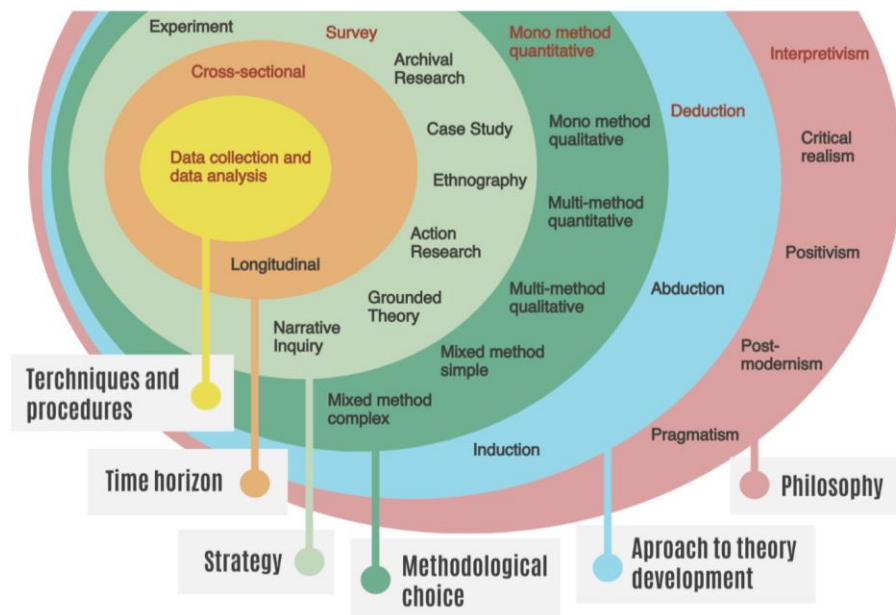 Experiment
Survey
Mono method
quantitative
Interpretivism
Cross-sectional
Archival
Research
Deduction
Data collection and
data analysis
Case Study
Mono method
qualitative
Critical
realism
Ethnography
Multi-method
quantitative
Action
Research
Positivism
Longitudinal
Grounded
Theory
Multi-method
qualitative
Abduction
Narrative
Inquiry
Mixed method
simple
Post-
modernism
Terchniques and
procedures
Mixed method
complex
Induction
Pragmatism
Time horizon
Philosophy
Strategy
Methodological
choice
Aproach to theory
development